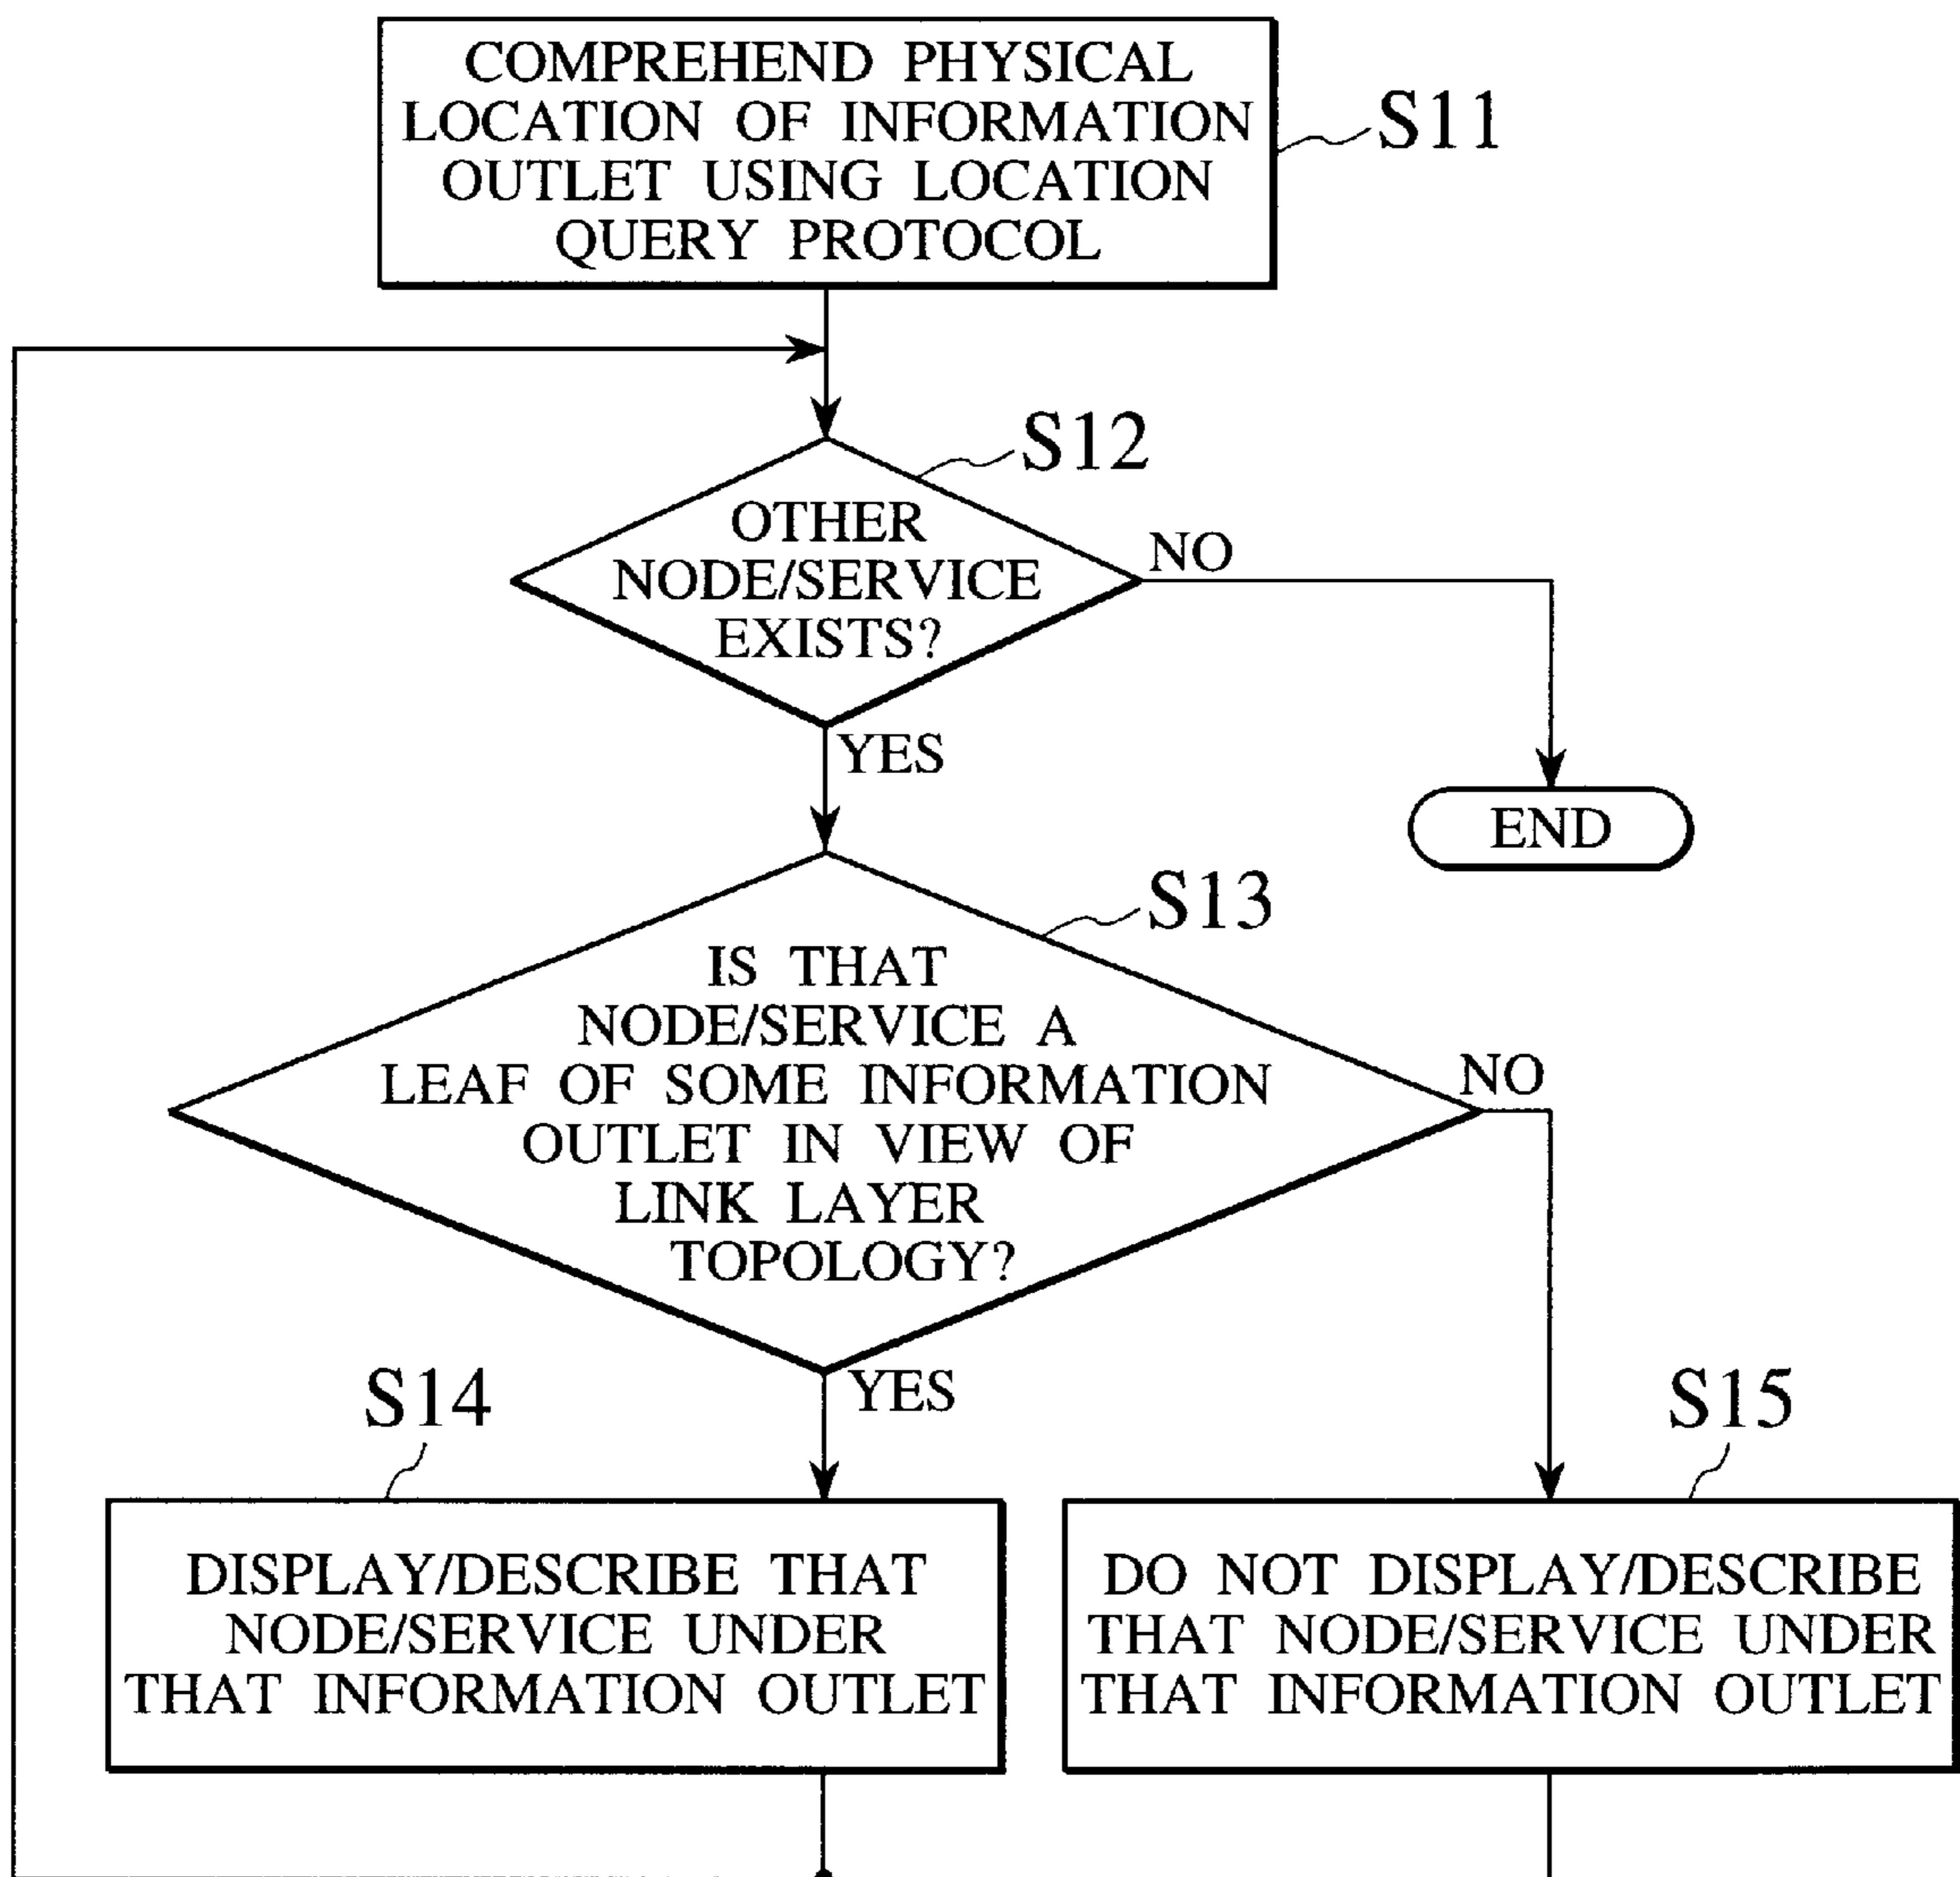 COMPREHEND PHYSICAL
LOCATION OF INFORMATION
OUTLET USING LOCATION
QUERY PROTOCOL
S11
S12
OTHER
NODE/SERVICE
EXISTS?
NO
YES
END
S13
IS THAT
NODE/SERVICE A
LEAF OF SOME INFORMATION
OUTLET IN VIEW OF
LINK LAYER
TOPOLOGY?
NO
YES
S14
DISPLAY/DESCRIBE THAT
NODE/SERVICE UNDER
THAT INFORMATION OUTLET
S15
DO NOT DISPLAY/DESCRIBE
THAT NODE/SERVICE UNDER
THAT INFORMATION OUTLET